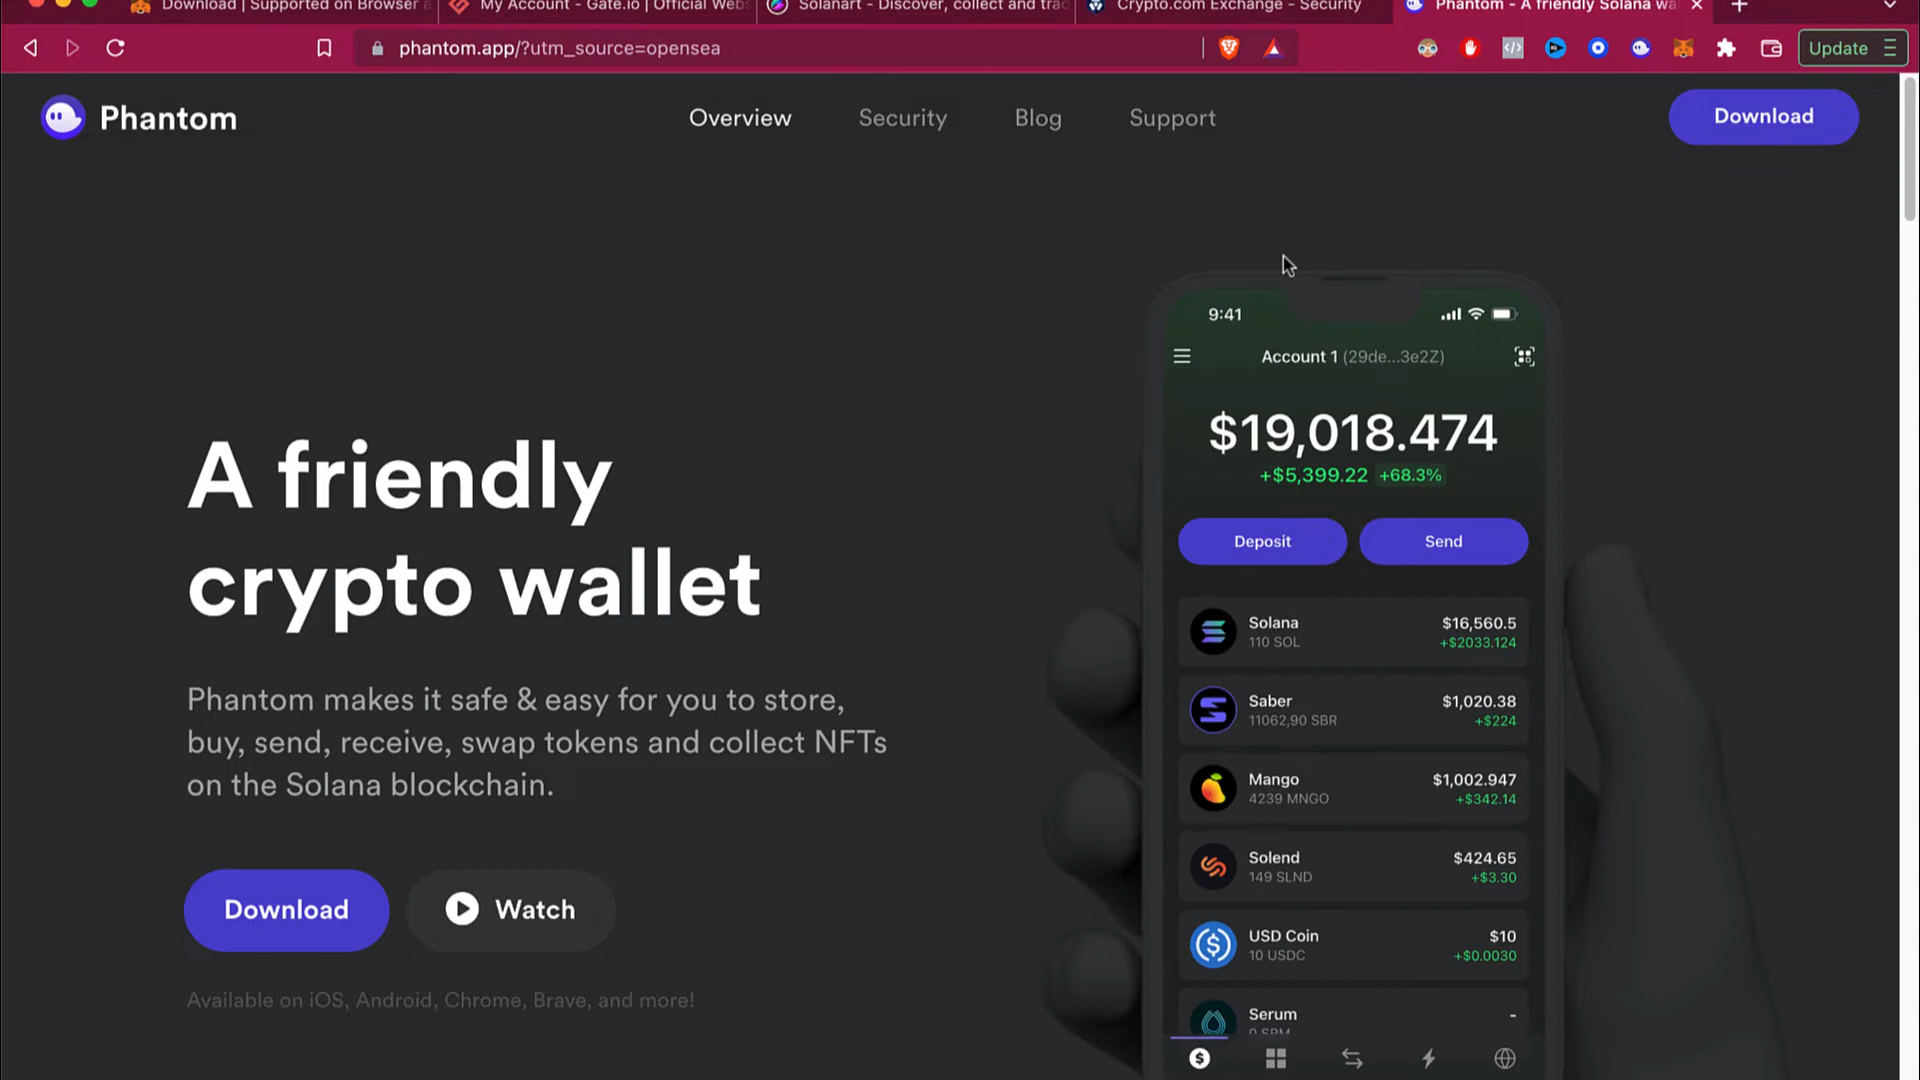 Download | Supported on Browser
My Account - Gate.io | Official Web
Solanart - Discover, collect and tra
Crypto.com Exchange - Security
Phantom - A friendly Solana wa
phantom.app/?utm_source=opensea
Update
Phantom
Overview
Security
Blog
Support
Download
A friendly
crypto wallet
Phantom makes it safe & easy for you to store,
buy, send, receive, swap tokens and collect NFTs
on the Solana blockchain.
Download
Watch
Available on iOS, Android, Chrome, Brave, and more!
9:41
Account 1 (29de...3e2Z)
$19,018.474
+$5,399.22 +68.3%
Deposit
Send
Solana $16,560.5
110 SOL +$2033.124
Saber $1,020.38
11062,90 SBR +$224
Mango $1,002.947
4239 MNGO +$342.14
Solend $424.65
149 SLND +$3.30
USD Coin $10
10 USDC +$0.0030
Serum -
0 SRM